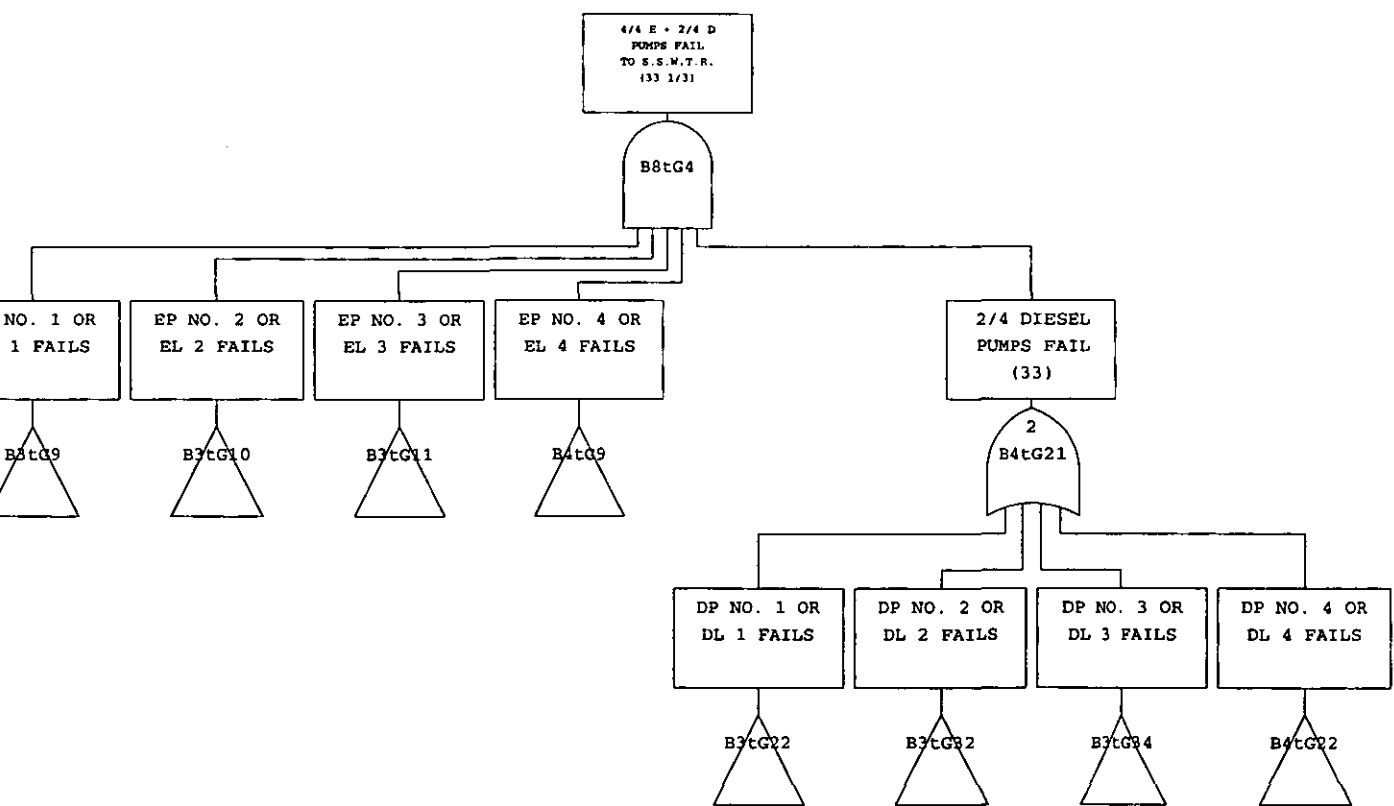 4/4 E + 2/4 D
PUMPS FAIL
TO S.S.W.T.R.
(33 1/3)
B8tG4
NO. 1 OR
1 FAILS
EP NO. 2 OR
EL 2 FAILS
EP NO. 3 OR
EL 3 FAILS
EP NO. 4 OR
EL 4 FAILS
2/4 DIESEL
PUMPS FAIL
(33)
B3tG9
B3tG10
B3tG11
B4tG9
2
B4tG21
DP NO. 1 OR
DL 1 FAILS
DP NO. 2 OR
DL 2 FAILS
DP NO. 3 OR
DL 3 FAILS
DP NO. 4 OR
DL 4 FAILS
B3tG22
B3tG32
B3tG34
B4tG22